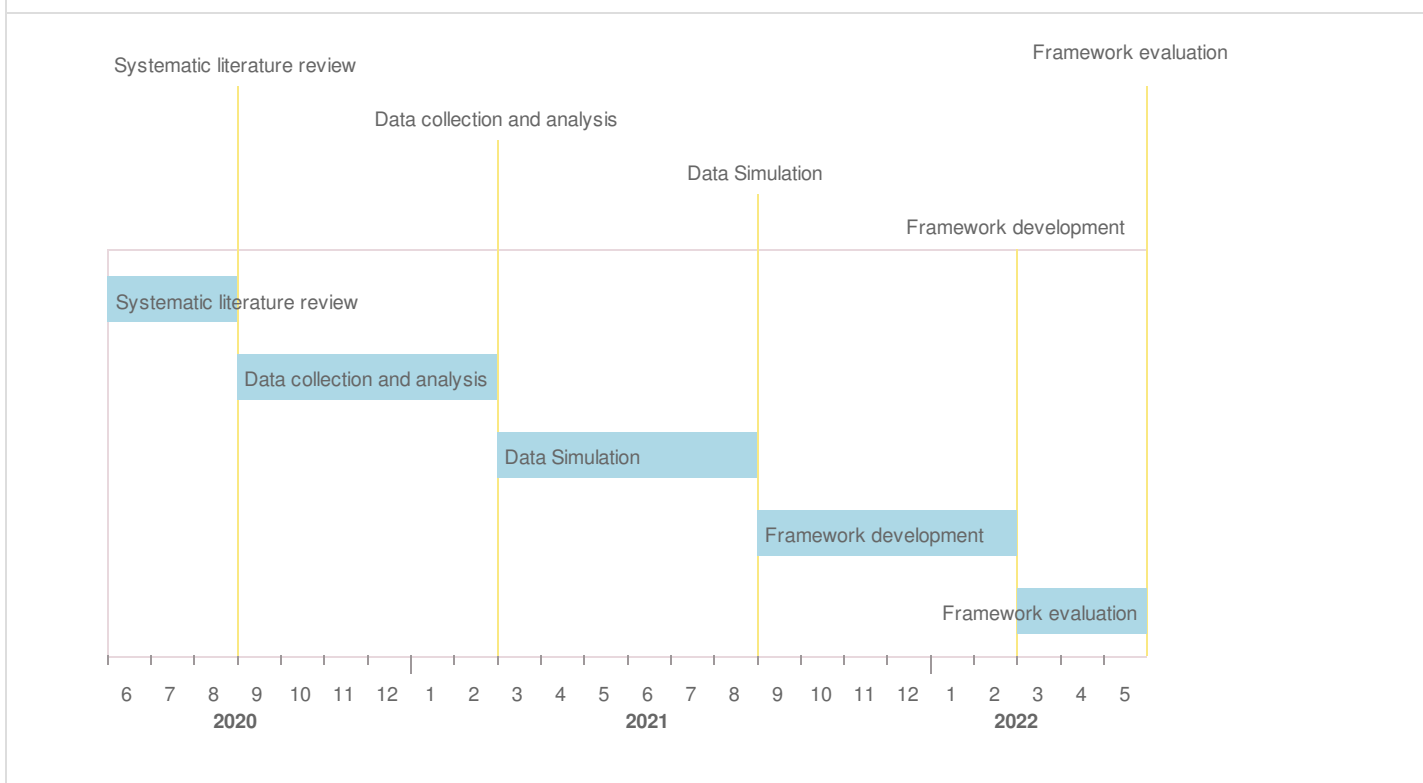 Framework evaluation
Systematic literature review
Data collection and analysis
Data Simulation
Framework development
Systematic literature review
Data collection and analysis
Data Simulation
Framework development
Framework evaluation
6 7 8 9 10 11 12 1 2 3 4 5 6 7 8 9 10 11 12 1 2 3 4 5
2020 2021 2022